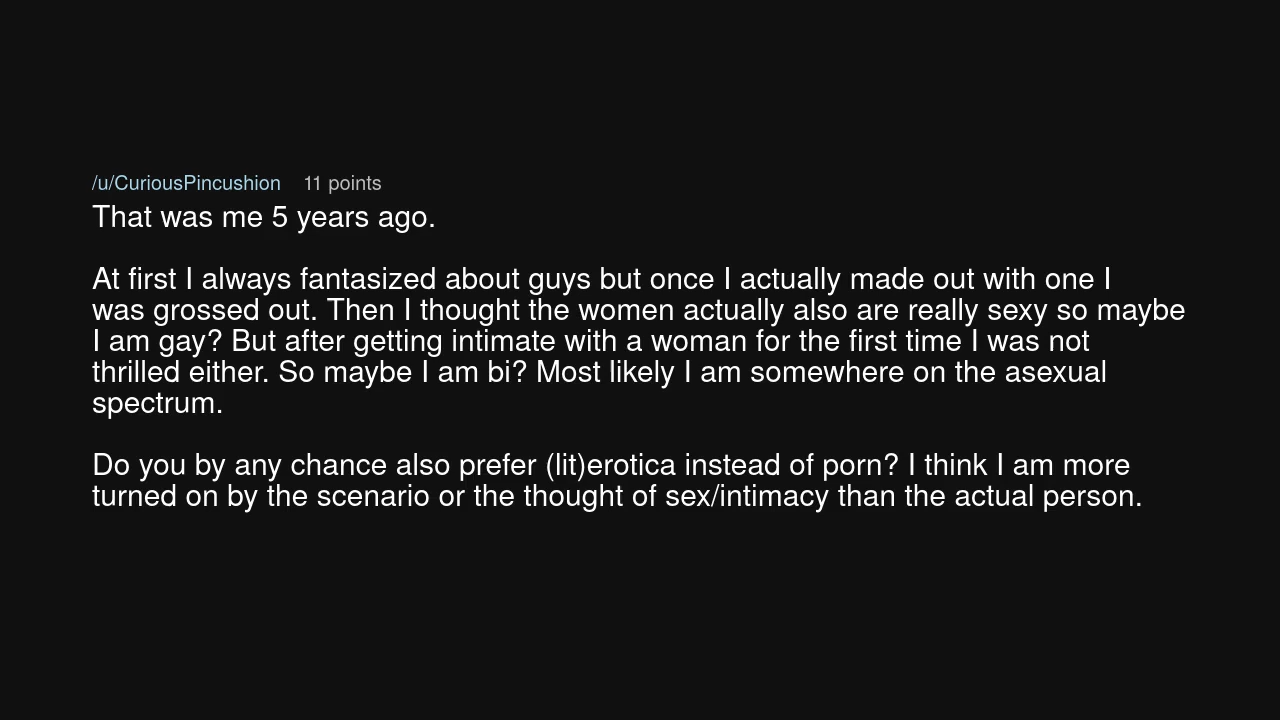 /u/CuriousPincushion 11 points
That was me 5 years ago.
At first I always fantasized about guys but once I actually made out with one I
was grossed out. Then I thought the women actually also are really sexy so maybe
I am gay? But after getting intimate with a woman for the first time I was not
thrilled either. So maybe I am bi? Most likely I am somewhere on the asexual
spectrum.
Do you by any chance also prefer (lit)erotica instead of porn? I think I am more
turned on by the scenario or the thought of sex/intimacy than the actual person.